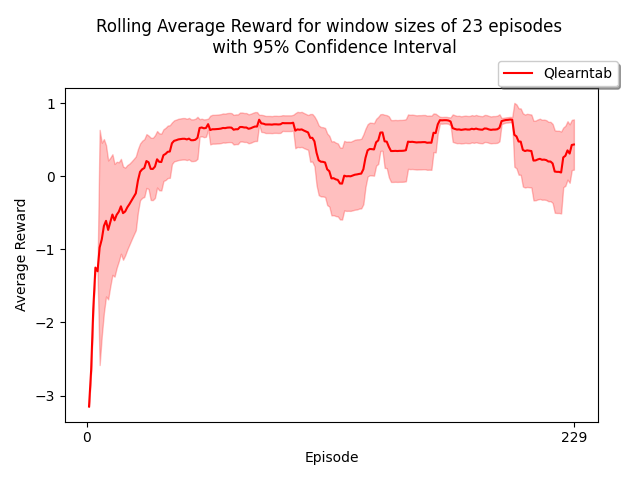 Rolling Average Reward for window sizes of 23 episodes
with 95% Confidence Interval
Qlearntab
1
0
−1
−2
−3
Average Reward
0
229
Episode